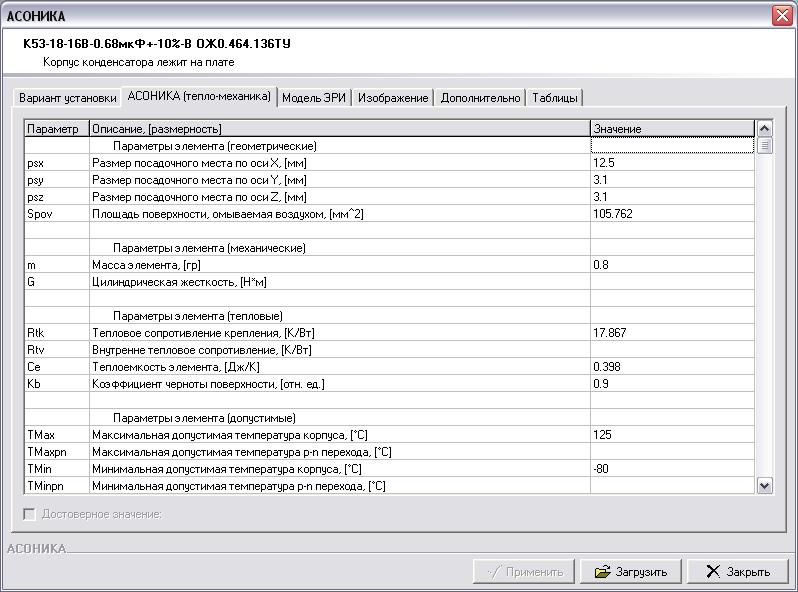 АСОНИКА
К53-18-16В-0.68мкФ+-10%-В ОЖ0.464.136ТУ
Корпус конденсатора лежит на плате
Вариант установки АСОНИКА (тепло-механика) Модель ЭРИ Изображение Дополнительно Таблицы
Параметр Описание, [размерность] Значение
Параметры элемента (геометрические)
psx Размер посадочного места по оси X, [мм] 12.5
psy Размер посадочного места по оси Y, [мм] 3.1
psz Размер посадочного места по оси Z, [мм] 3.1
Spov Площадь поверхности, омываемая воздухом, [мм^2] 105.762
Параметры элемента (механические)
m Масса элемента, [гр] 0.8
G Цилиндрическая жесткость, [Н*м]
Параметры элемента (тепловые)
Rtk Тепловое сопротивление крепления, [К/Вт] 17.867
Rtv Внутренне тепловое сопротивление, [К/Вт]
Ce Теплоемкость элемента, [Дж/К] 0.398
Kb Коэффициент черноты поверхности, [отн. ед.] 0.9
Параметры элемента (допустимые)
TMax Максимальная допустимая температура корпуса, [°C] 125
TMaxpn Максимальная допустимая температура p-n перехода, [°C]
TMin Минимальная допустимая температура корпуса, [°C] -80
TMinpn Минимальная допустимая температура p-n перехода, [°C]
Достоверное значение:
АСОНИКА
Применить Загрузить Закрыть